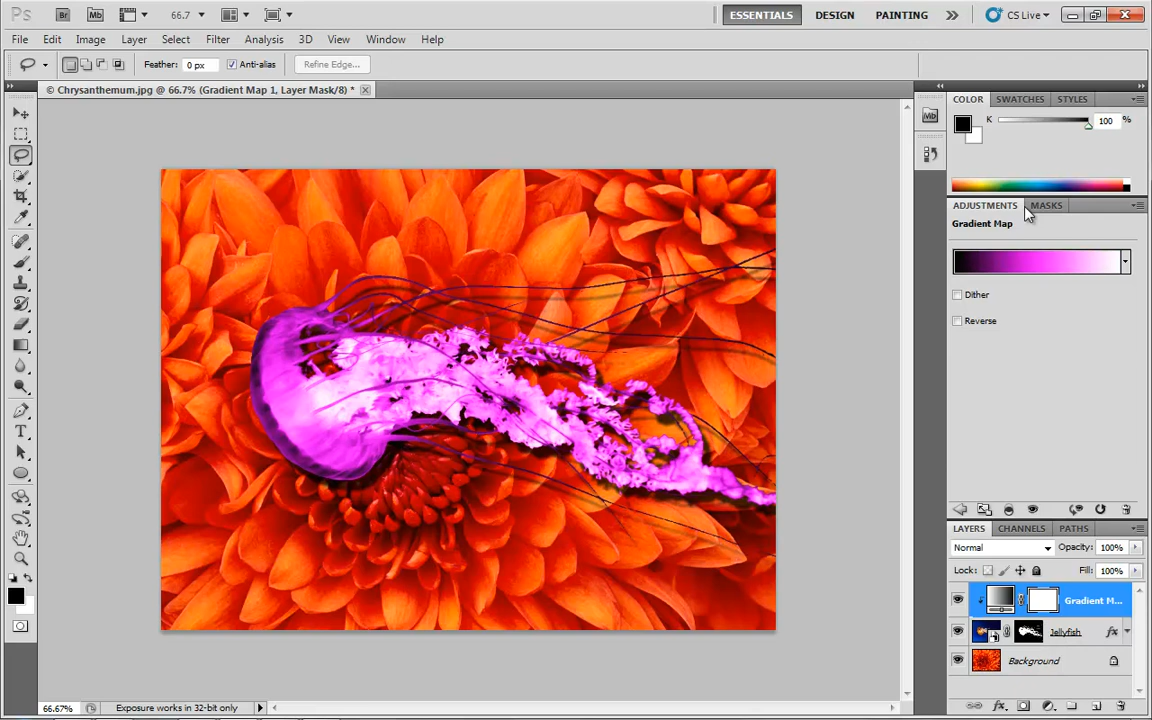 Ps Br Mb 66.7 ESSENTIALS DESIGN PAINTING CS Live
File Edit Image Layer Select Filter Analysis 3D View Window Help
Feather: 0 px Anti-alias Refine Edge...
© Chrysanthemum.jpg @ 66.7% (Gradient Map 1, Layer Mask/8) *
COLOR SWATCHES STYLES
Mb
K 100 %
ADJUSTMENTS MASKS
Gradient Map
Dither
Reverse
T
LAYERS CHANNELS PATHS
Normal Opacity: 100%
Lock: Fill: 100%
Gradient M...
Jellyfish fx
Background
66.67% Exposure works in 32-bit only
fx